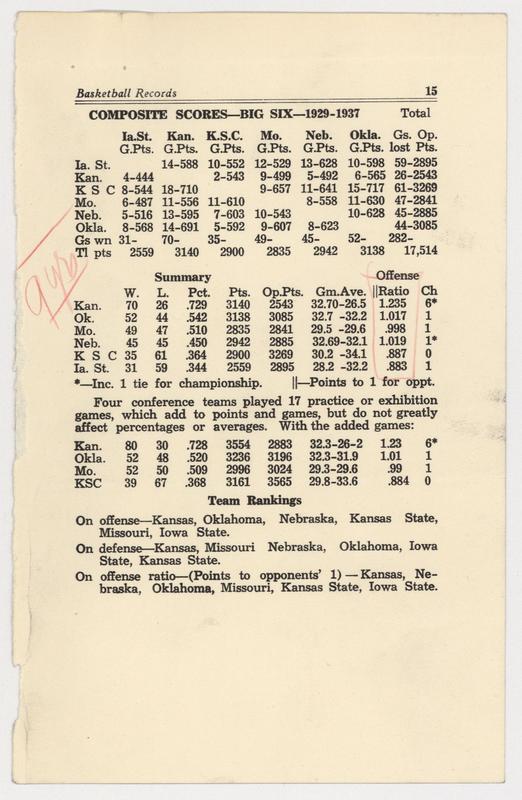 Basketball Records 15
COMPOSITE SCORES—BIG SIX—1929-1937 Total
Ia.St. Kan. K.S.C. Mo. Neb. Okla. Gs. Op.
G.Pts. G.Pts. G.Pts. G.Pts. G.Pts. G.Pts. lost Pts.
Ia. St. 14-588 10-552 12-529 13-628 10-598 59-2895
Kan. 4-444 2-543 9-499 5-492 6-565 26-2543
K S C 8-544 18-710 9-657 11-641 15-717 61-3269
Mo. 6-487 11-556 11-610 8-558 11-630 47-2841
Neb. 5-516 13-595 7-603 10-543 10-628 45-2885
Okla. 8-568 14-691 5-592 9-607 8-623 44-3085
Gs wn 31- 70- 35- 49- 45- 52- 282-
Tl pts 2559 3140 2900 2835 2942 3138 17,514
9 yrs
Summary Offense
W. L. Pct. Pts. Op.Pts. Gm.Ave. ||Ratio Ch
Kan. 70 26 .729 3140 2543 32.70-26.5 1.235 6*
Ok. 52 44 .542 3138 3085 32.7 -32.2 1.017 1
Mo. 49 47 .510 2835 2841 29.5 -29.6 .998 1
Neb. 45 45 .450 2942 2885 32.69-32.1 1.019 1*
K S C 35 61 .364 2900 3269 30.2 -34.1 .887 0
Ia. St. 31 59 .344 2559 2895 28.2 -32.2 .883 1
*—Inc. 1 tie for championship. ||—Points to 1 for oppt.
Four conference teams played 17 practice or exhibition
games, which add to points and games, but do not greatly
affect percentages or averages. With the added games:
Kan. 80 30 .728 3554 2883 32.3-26-2 1.23 6*
Okla. 52 48 .520 3236 3196 32.3-31.9 1.01 1
Mo. 52 50 .509 2996 3024 29.3-29.6 .99 1
KSC 39 67 .368 3161 3565 29.8-33.6 .884 0
Team Rankings
On offense—Kansas, Oklahoma, Nebraska, Kansas State,
Missouri, Iowa State.
On defense—Kansas, Missouri Nebraska, Oklahoma, Iowa
State, Kansas State.
On offense ratio—(Points to opponents' 1) — Kansas, Ne-
braska, Oklahoma, Missouri, Kansas State, Iowa State.